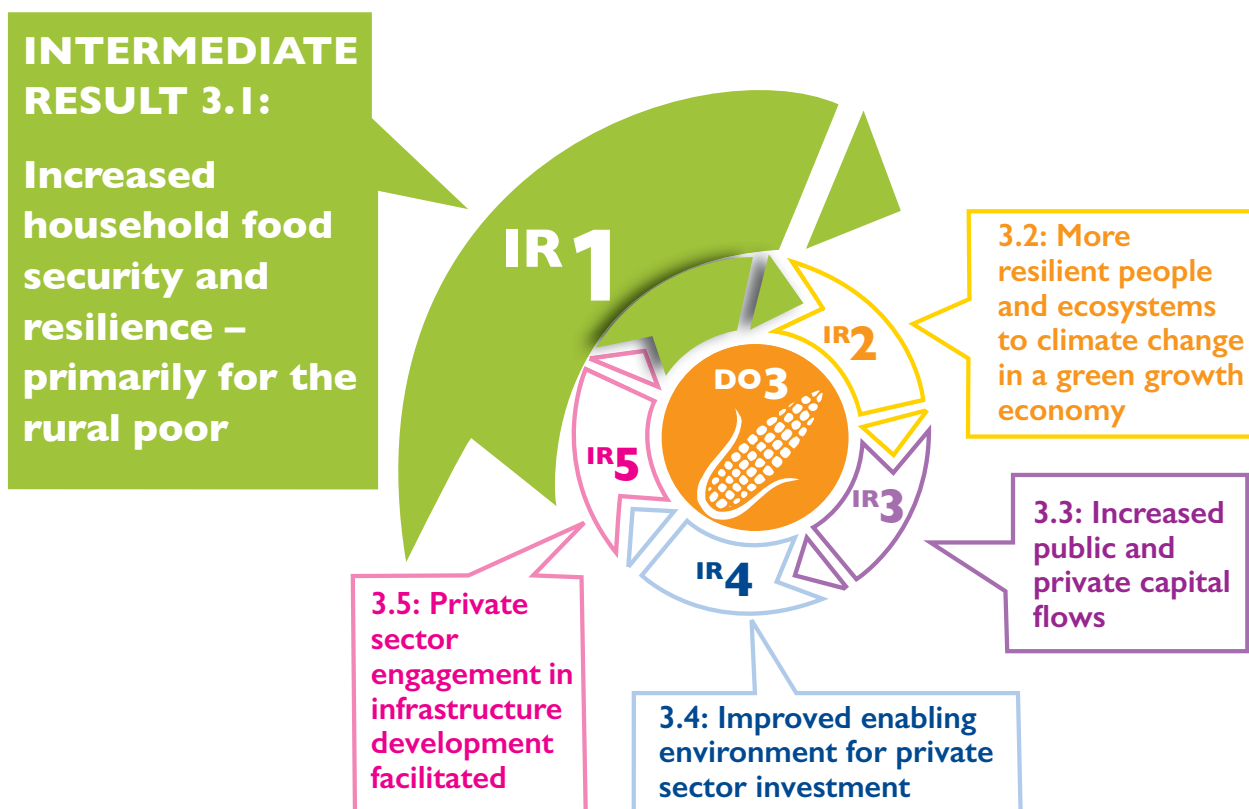 INTERMEDIATE
RESULT 3.1:
Increased
household food
security and
resilience –
primarily for the
rural poor
IR 1
3.2: More
resilient people
and ecosystems
to climate change
in a green growth
economy
IR2
DO3
IR5
IR3
3.3: Increased
public and
private capital
flows
IR4
3.5: Private
sector
engagement in
infrastructure
development
facilitated
3.4: Improved enabling
environment for private
sector investment